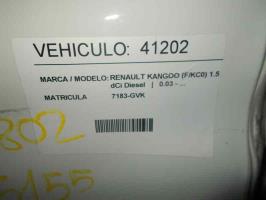 VEHICULO: 41202
MARCA / MODELO: RENAULT KANGOO (F/KC0) 1.5
dCi Diesel | 0.03 - ...
MATRICULA 7183-GVK
802
5155